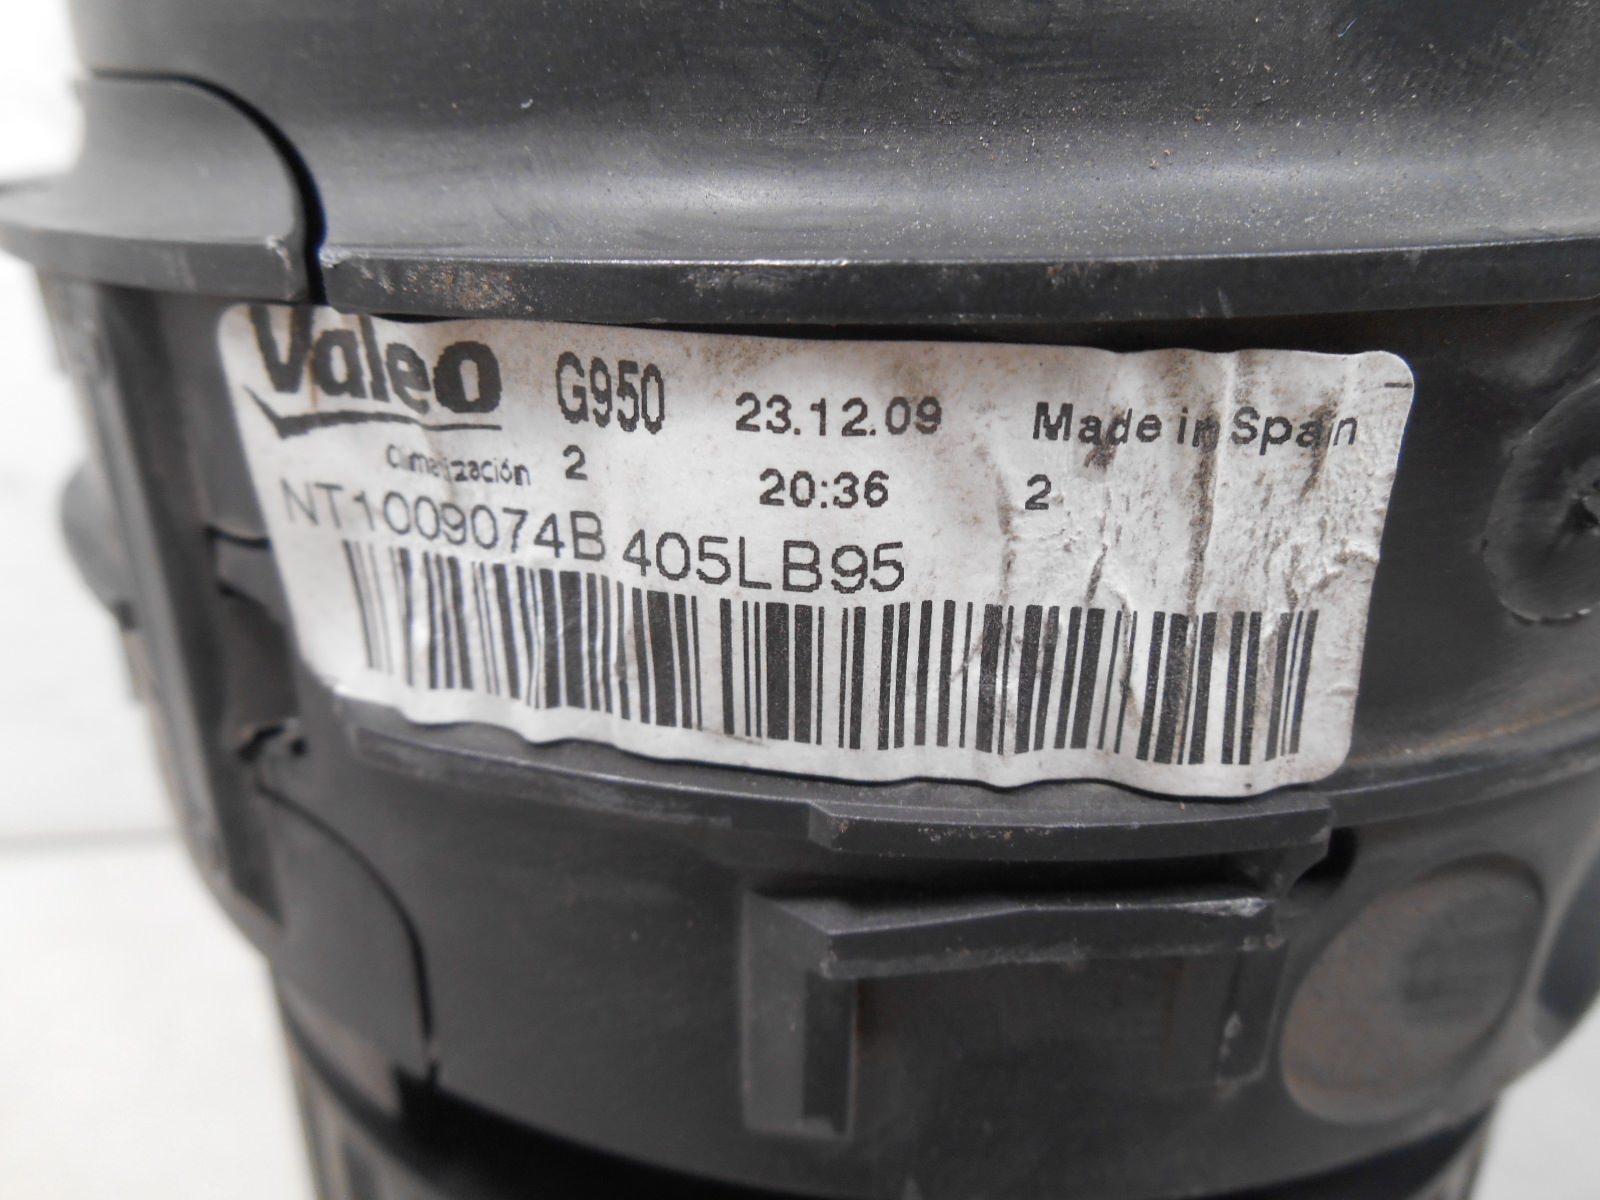 Valeo G950 23.12.09 Made in Spain
Climatización 2 20:36 2
NT1009074B 405LB95